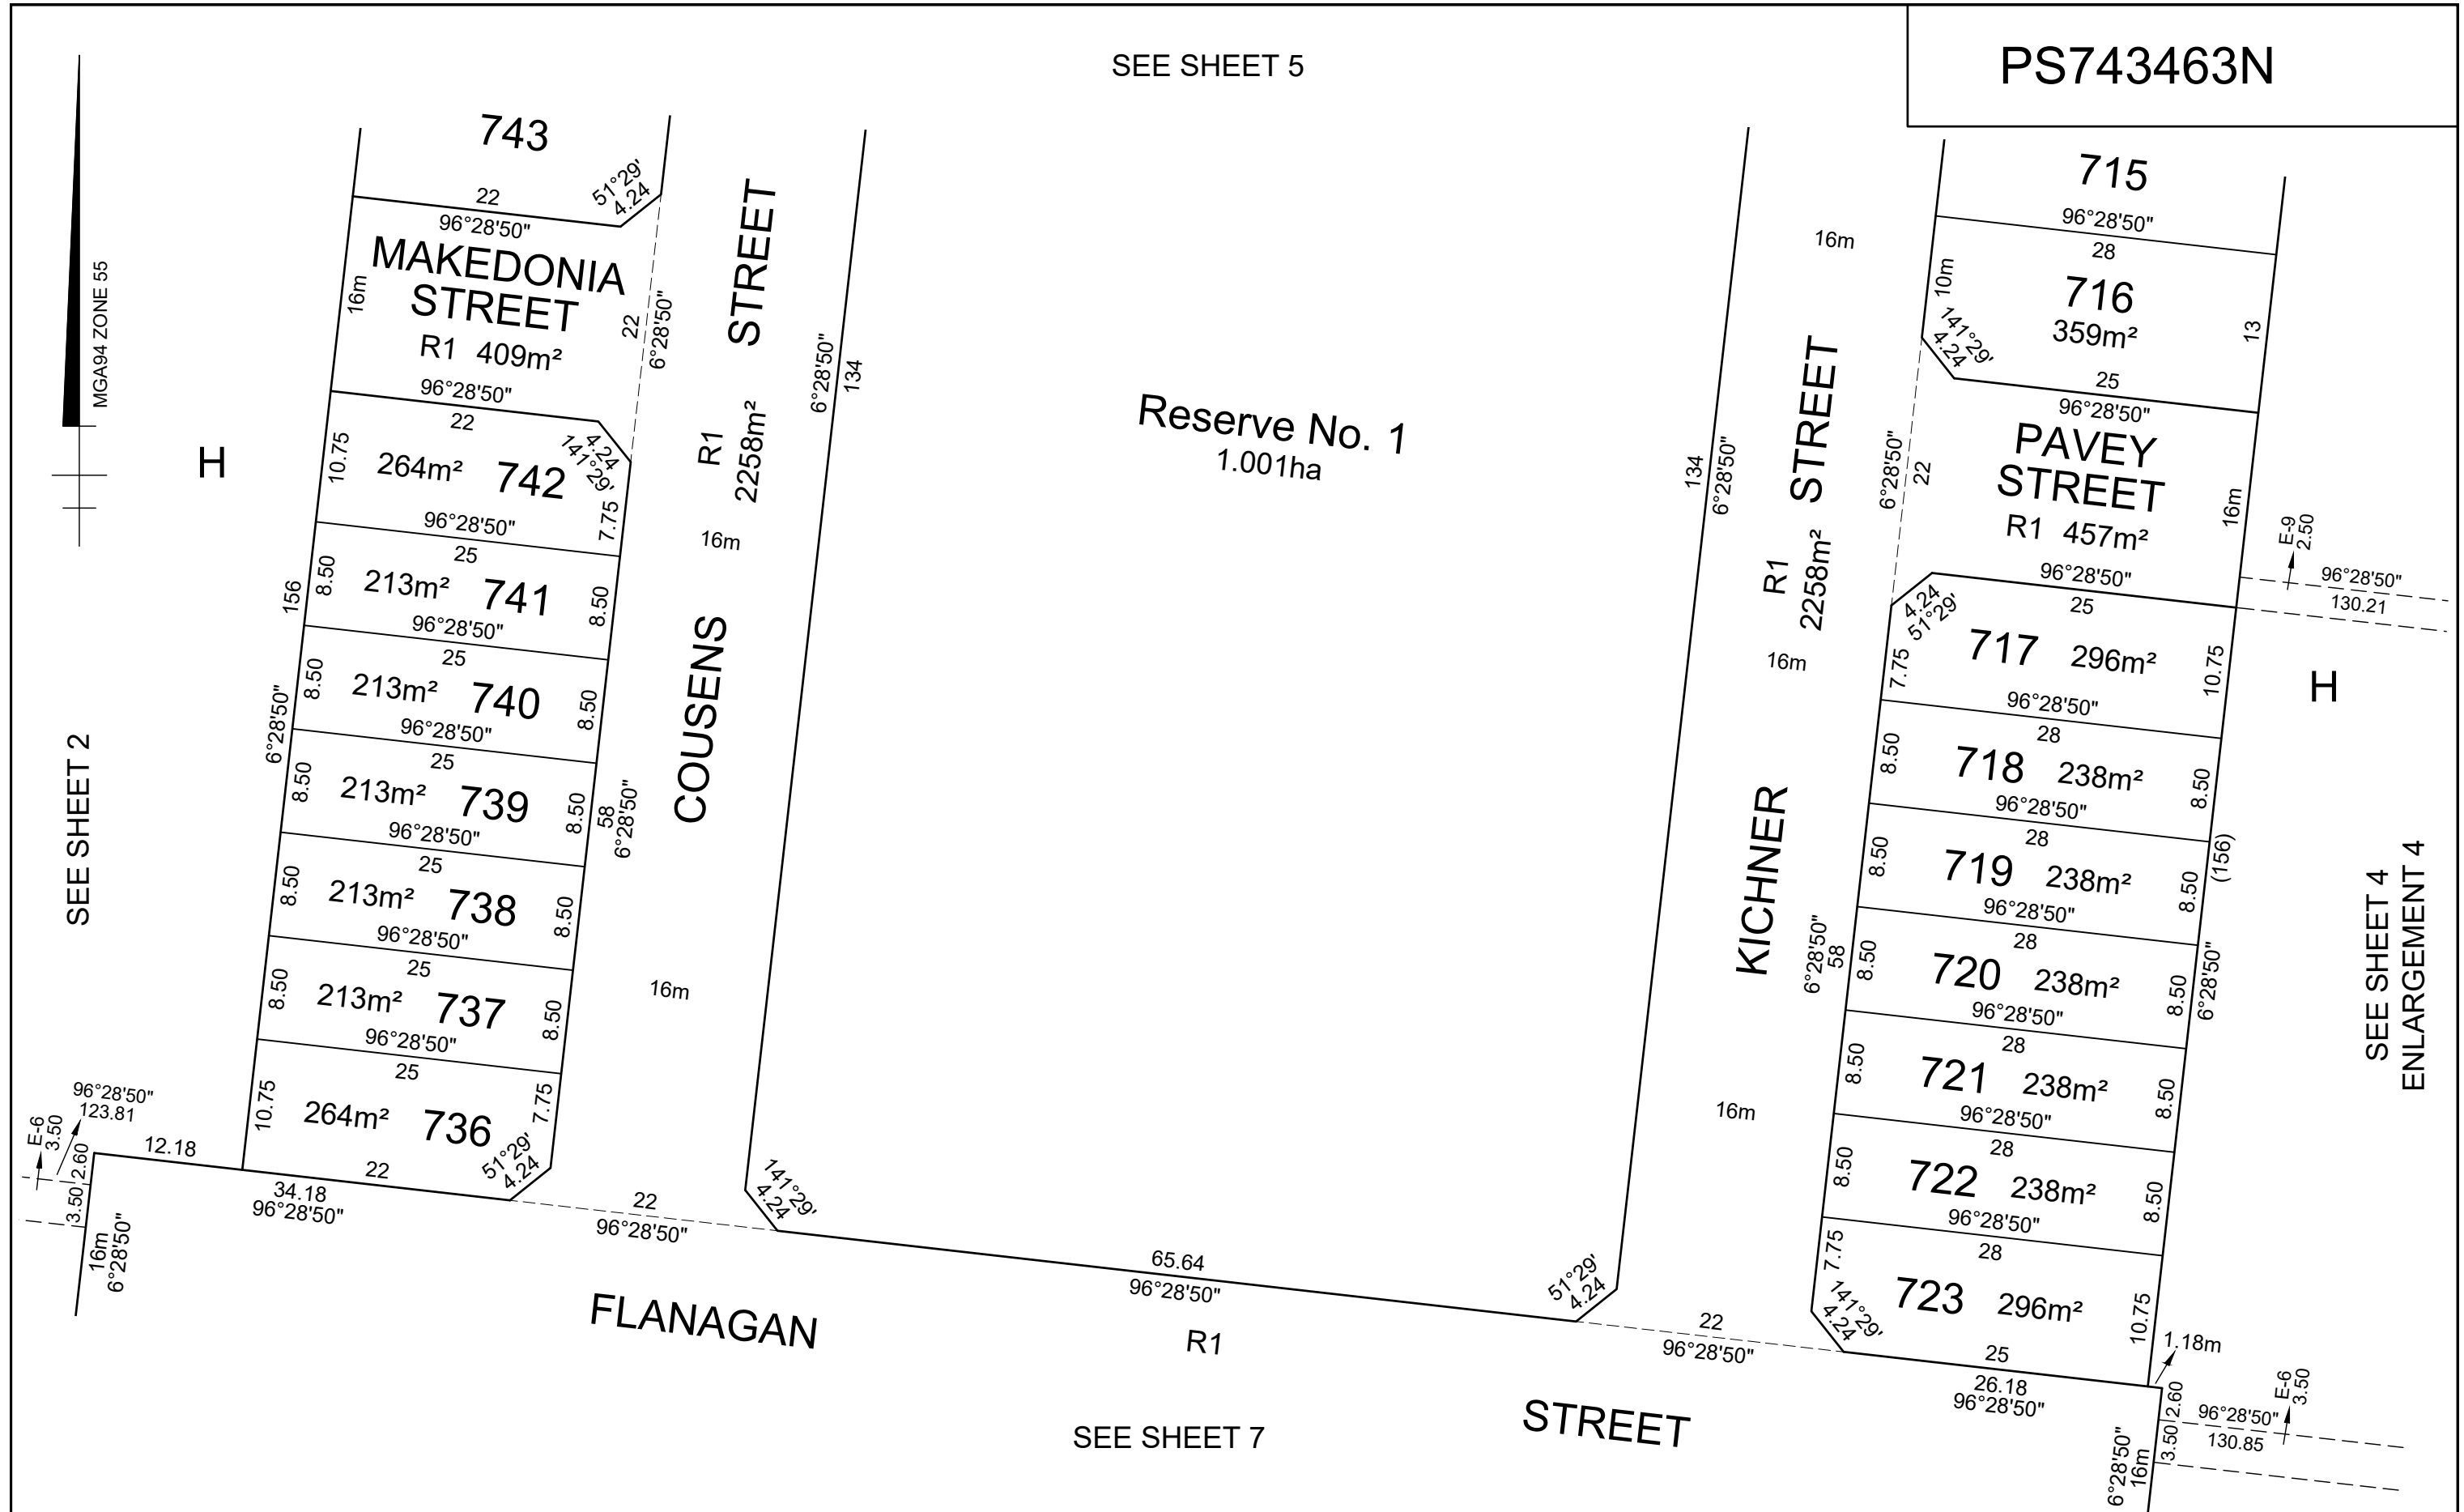 PS743463N
SEE SHEET 5
MGA94 ZONE 55
743
22
96°28'50"
51°29'
4.24
MAKEDONIA
STREET
R1 409m²
16m
22
6°28'50"
96°28'50"
22
4.24
141°29'
10.75
264m² 742
7.75
96°28'50"
25
8.50
213m² 741
8.50
96°28'50"
25
8.50
213m² 740
8.50
96°28'50"
25
8.50
213m² 739
8.50
96°28'50"
25
8.50
213m² 738
8.50
96°28'50"
25
8.50
213m² 737
8.50
96°28'50"
25
10.75
264m² 736
7.75
51°29'
4.24
22
156
6°28'50"
58
6°28'50"
H
SEE SHEET 2
96°28'50"
123.81
E-6
3.50
2.60
3.50
12.18
34.18
96°28'50"
16m
6°28'50"
COUSENS STREET
R1
2258m²
16m
16m
6°28'50"
134
22
96°28'50"
141°29'
4.24
Reserve No. 1
1.001ha
65.64
96°28'50"
51°29'
4.24
134
6°28'50"
KICHNER STREET
R1
2258m²
16m
16m
16m
22
96°28'50"
FLANAGAN STREET
R1
SEE SHEET 7
715
96°28'50"
28
10m
716
359m²
13
141°29'
4.24
25
96°28'50"
PAVEY
STREET
R1 457m²
16m
6°28'50"
22
96°28'50"
25
4.24
51°29'
7.75
717 296m²
10.75
96°28'50"
28
8.50
718 238m²
8.50
96°28'50"
28
8.50
719 238m²
8.50
96°28'50"
28
8.50
720 238m²
8.50
96°28'50"
28
8.50
721 238m²
8.50
96°28'50"
28
8.50
722 238m²
8.50
96°28'50"
28
7.75
723 296m²
10.75
141°29'
4.24
25
26.18
96°28'50"
6°28'50"
58
(156)
6°28'50"
E-9
2.50
96°28'50"
130.21
H
SEE SHEET 4
ENLARGEMENT 4
1.18m
2.60
3.50
96°28'50"
130.85
E-6
3.50
6°28'50"
16m